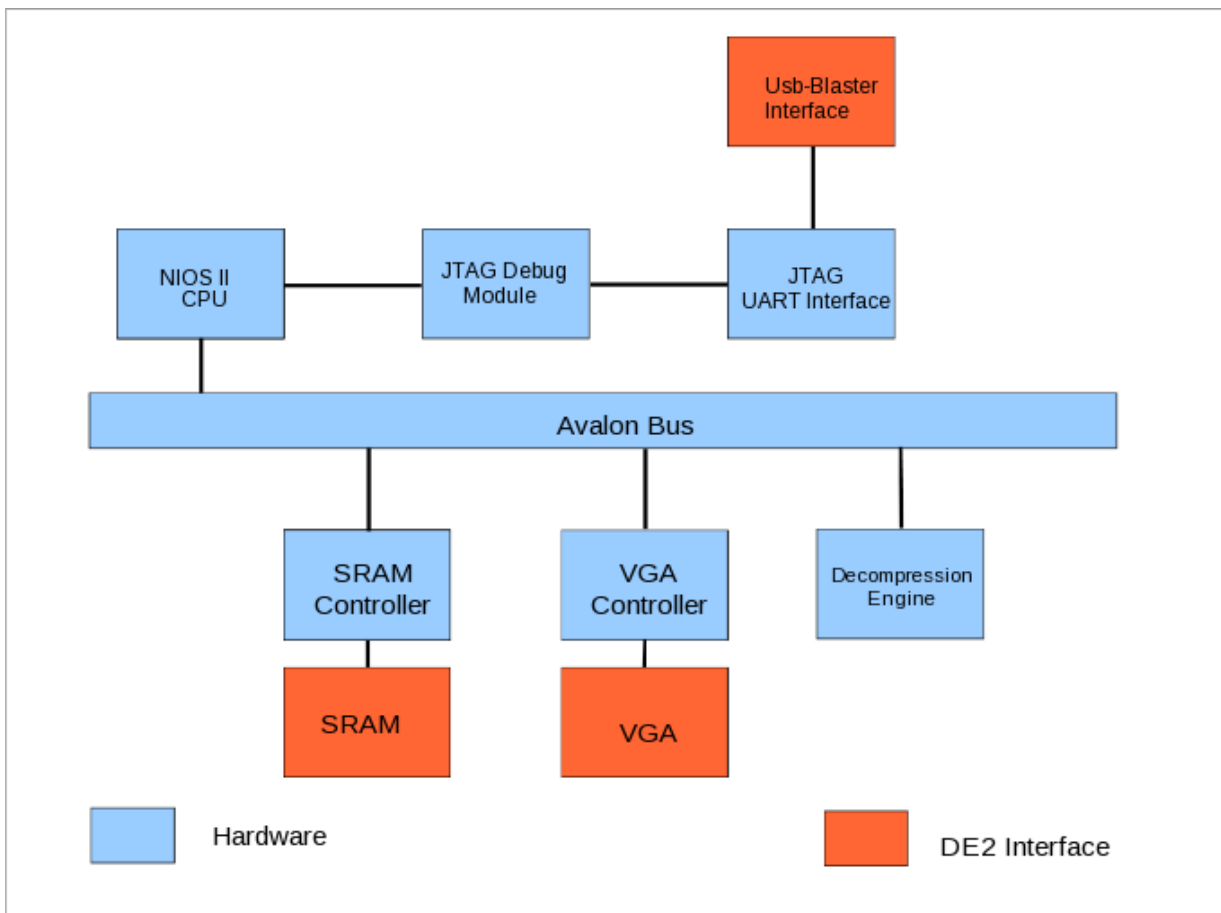 Usb-Blaster
Interface
NIOS II
CPU
JTAG Debug
Module
JTAG
UART Interface
Avalon Bus
SRAM
Controller
VGA
Controller
Decompression
Engine
SRAM
VGA
Hardware
DE2 Interface